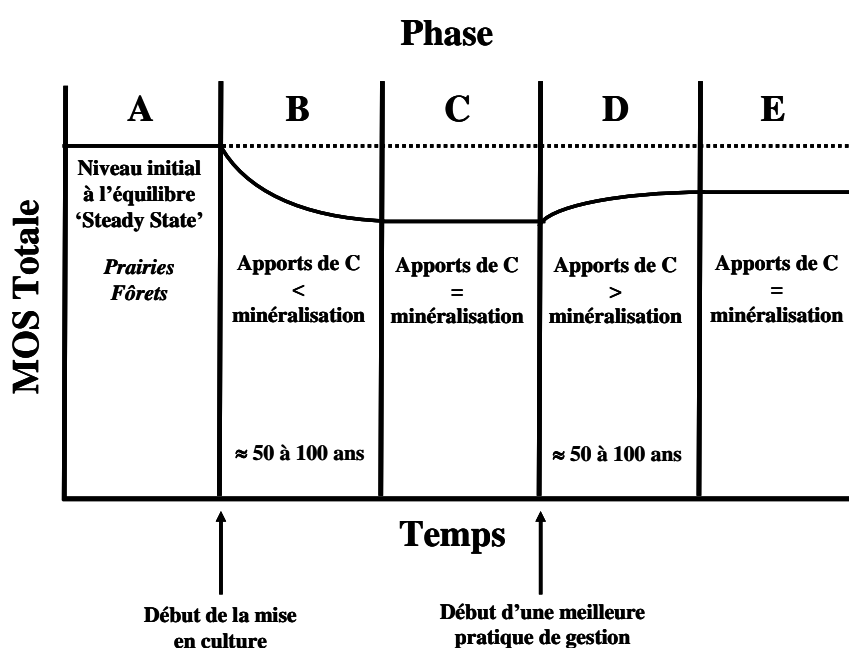 Phase
A
B
C
D
E
Niveau initial
à l’équilibre
‘Steady State’
Prairies
Fôrets
Apports de C
<
minéralisation
Apports de C
=
minéralisation
Apports de C
>
minéralisation
Apports de C
=
minéralisation
≈ 50 à 100 ans
≈ 50 à 100 ans
MOS Totale
Temps
Début de la mise
en culture
Début d’une meilleure
pratique de gestion